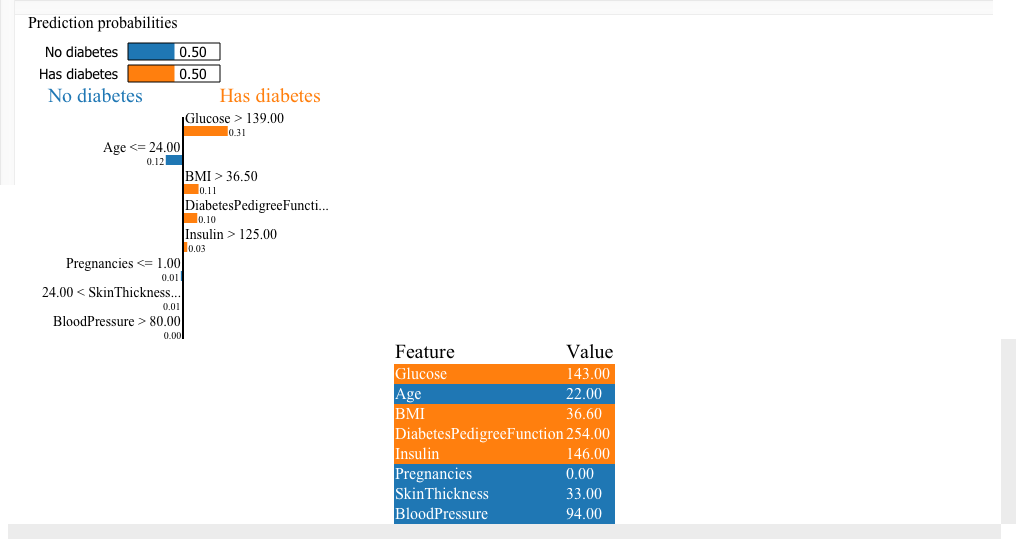 Prediction probabilities
No diabetes 0.50
Has diabetes 0.50
No diabetes Has diabetes
Glucose > 139.00
0.31
Age <= 24.00
0.12
BMI > 36.50
0.11
DiabetesPedigreeFuncti...
0.10
Insulin > 125.00
0.03
Pregnancies <= 1.00
0.01
24.00 < SkinThickness...
0.01
BloodPressure > 80.00
0.00
Feature Value
Glucose 143.00
Age 22.00
BMI 36.60
DiabetesPedigreeFunction 254.00
Insulin 146.00
Pregnancies 0.00
SkinThickness 33.00
BloodPressure 94.00